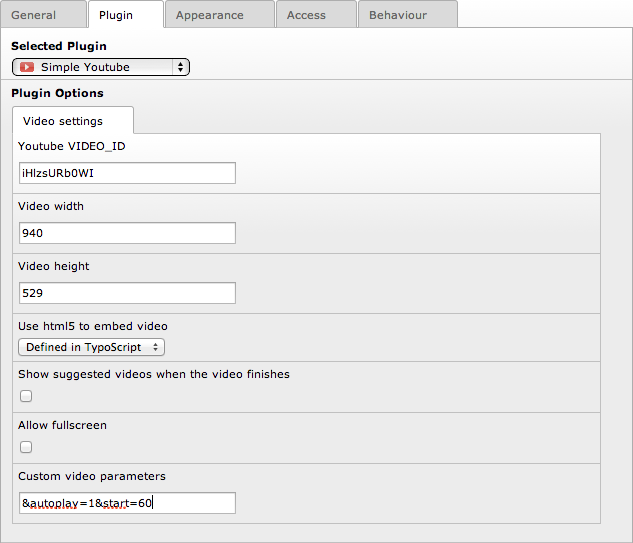 General Plugin Appearance Access Behaviour
Selected Plugin
Simple Youtube
Plugin Options
Video settings
Youtube VIDEO_ID
iHlzsURb0WI
Video width
940
Video height
529
Use html5 to embed video
Defined in TypoScript
Show suggested videos when the video finishes
Allow fullscreen
Custom video parameters
&autoplay=1&start=60